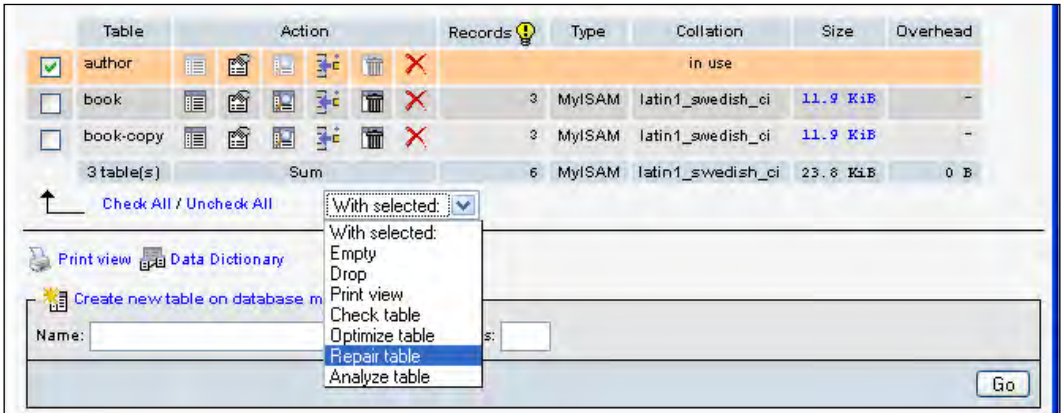 Table Action Records Type Collation Size Overhead
author in use
book 3 MyISAM latin1_swedish_ci 11.9 KiB -
book-copy 3 MyISAM latin1_swedish_ci 11.9 KiB -
3 table(s) Sum 6 MyISAM latin1_swedish_ci 23.8 KiB 0 B
Check All / Uncheck All With selected:
With selected:
Empty
Drop
Print view
Check table
Optimize table
Repair table
Analyze table
Print view Data Dictionary
Create new table on database m
Name: s:
Go